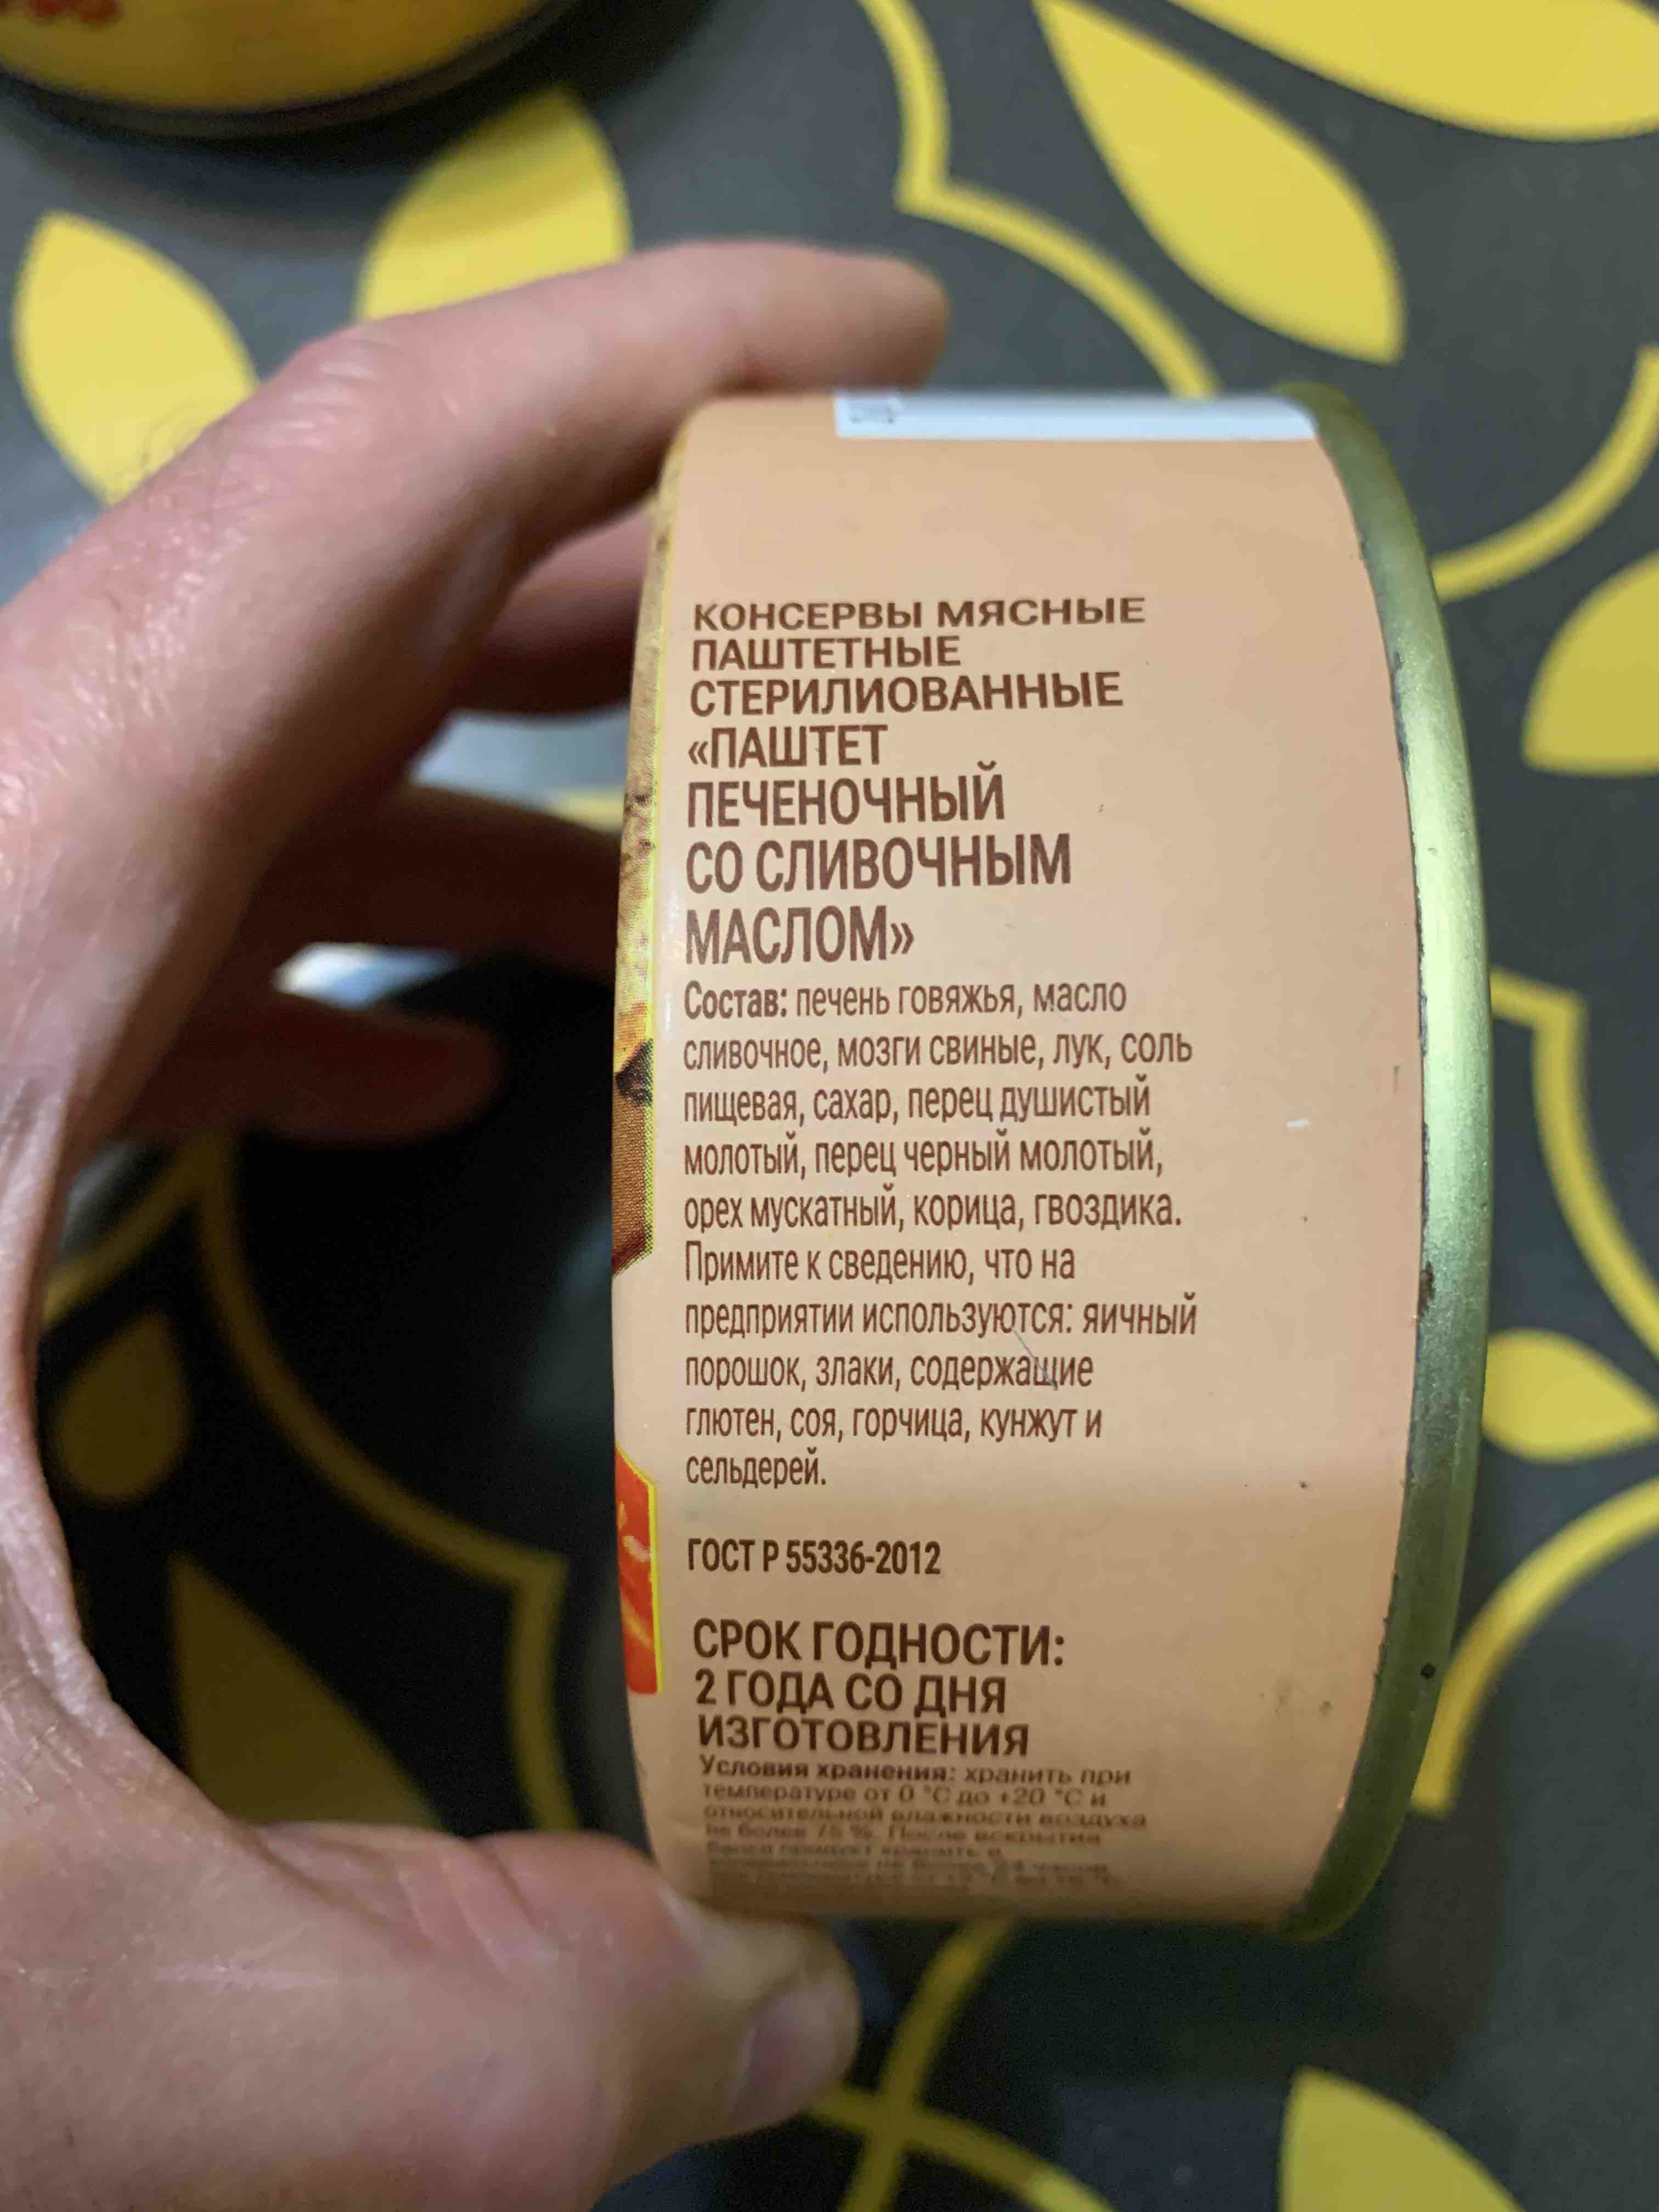 КОНСЕРВЫ МЯСНЫЕ
ПАШТЕТНЫЕ
СТЕРИЛИОВАННЫЕ
«ПАШТЕТ
ПЕЧЕНОЧНЫЙ
СО СЛИВОЧНЫМ
МАСЛОМ»
Состав: печень говяжья, масло
сливочное, мозги свиные, лук, соль
пищевая, сахар, перец душистый
молотый, перец черный молотый,
орех мускатный, корица, гвоздика.
Примите к сведению, что на
предприятии используются: яичный
порошок, злаки, содержащие
глютен, соя, горчица, кунжут и
сельдерей.
ГОСТ Р 55336-2012
СРОК ГОДНОСТИ:
2 ГОДА СО ДНЯ
ИЗГОТОВЛЕНИЯ
Условия хранения: хранить при
температуре от 0 °С до +20 °С и
относительной влажности воздуха
не более 75 %. После вскрытия